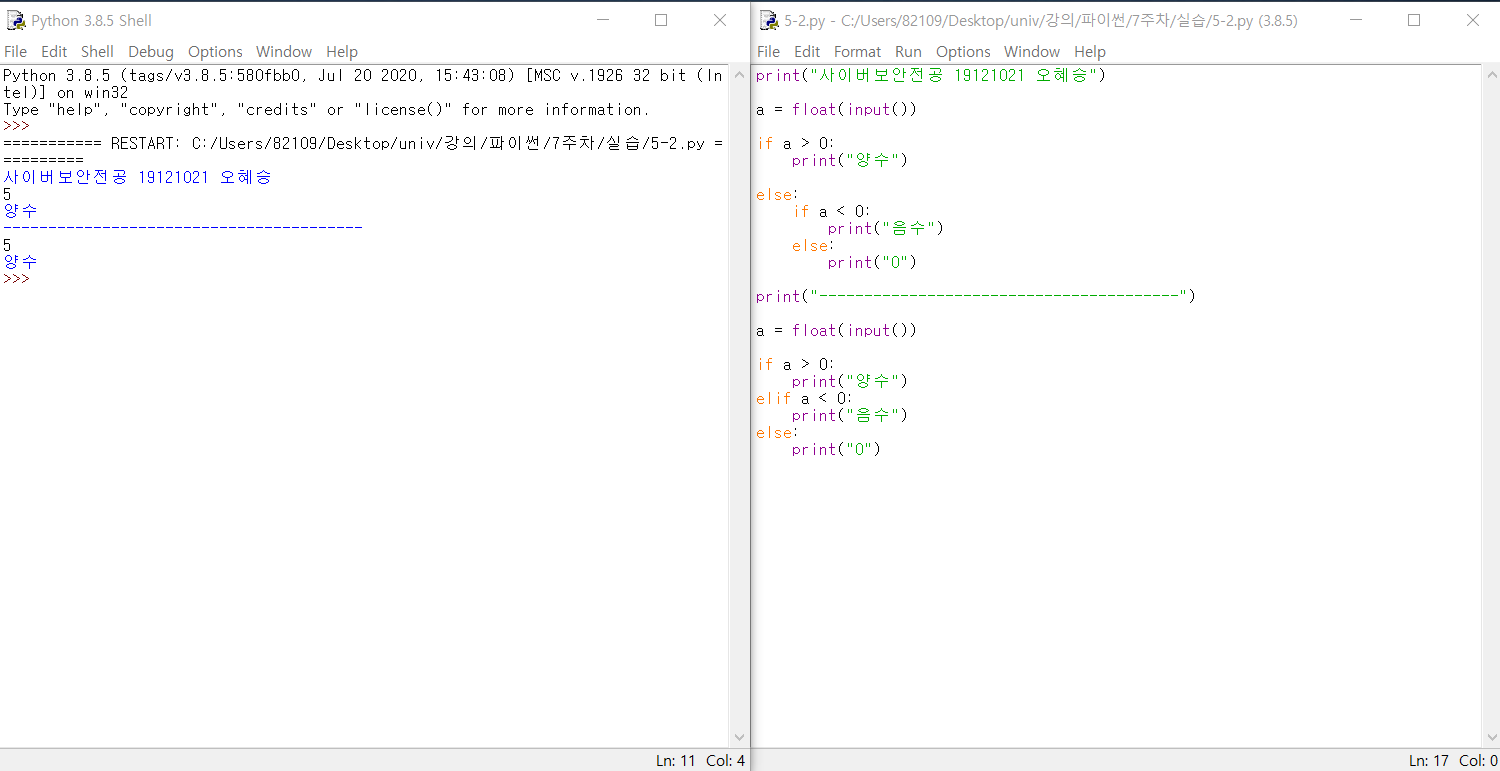 Python 3.8.5 Shell
File Edit Shell Debug Options Window Help
Python 3.8.5 (tags/v3.8.5:580fbb0, Jul 20 2020, 15:43:08) [MSC v.1926 32 bit (In
tel)] on win32
Type "help", "copyright", "credits" or "license()" for more information.
>>>
=========== RESTART: C:/Users/82109/Desktop/univ/강의/파이썬/7주차/실습/5-2.py =
=========
사이버보안전공 19121021 오혜승
5
양수
----------------------------------------
5
양수
>>>
Ln: 11 Col: 4
5-2.py - C:/Users/82109/Desktop/univ/강의/파이썬/7주차/실습/5-2.py (3.8.5)
File Edit Format Run Options Window Help
print("사이버보안전공 19121021 오혜승")
a = float(input())
if a > 0:
    print("양수")
else:
    if a < 0:
        print("음수")
    else:
        print("0")
print("----------------------------------------")
a = float(input())
if a > 0:
    print("양수")
elif a < 0:
    print("음수")
else:
    print("0")
Ln: 17 Col: 0